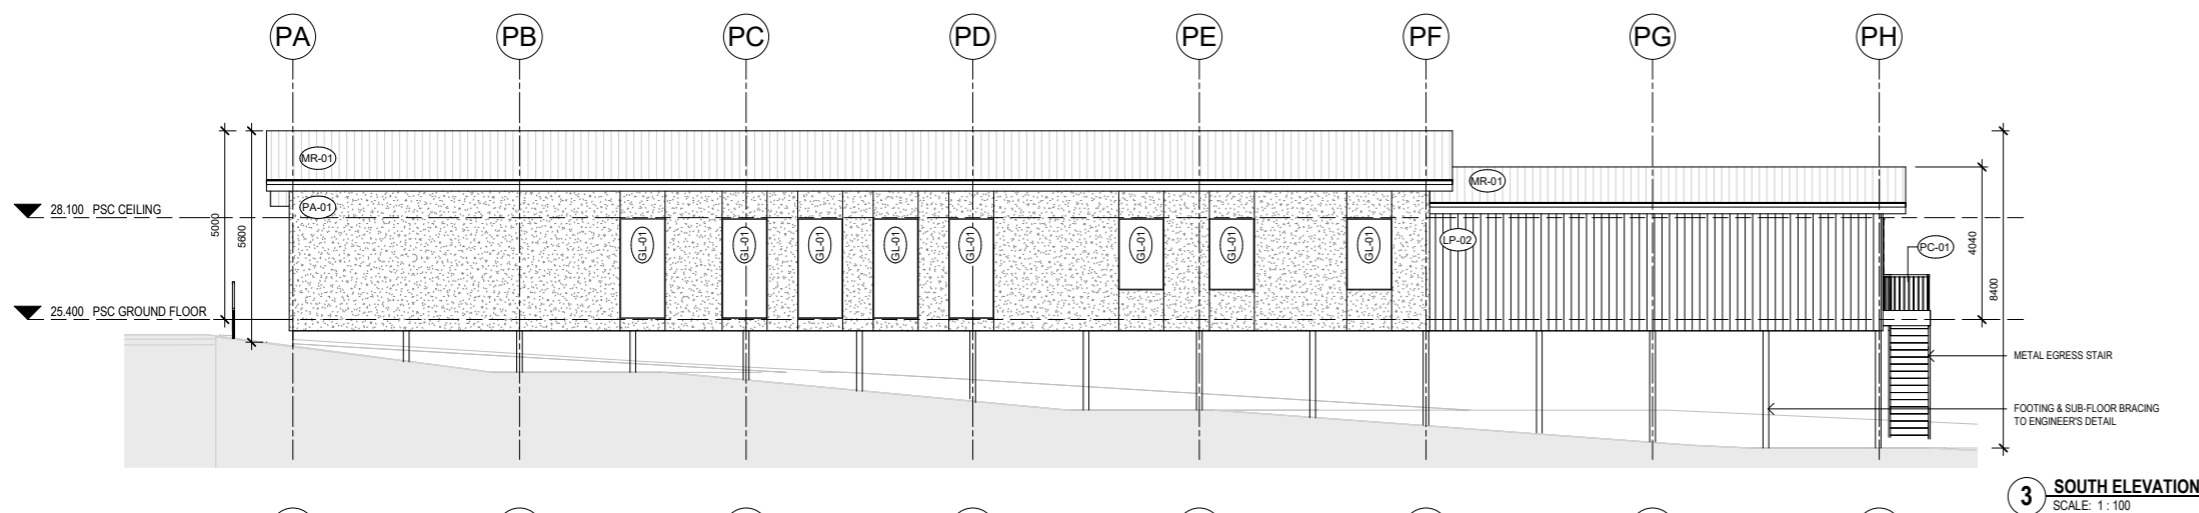 PA PB PC PD PE PF PG PH
MR-01
MR-01
28.100 PSC CEILING
PA-01
5000
5600
GL-01 GL-01 GL-01 GL-01 GL-01 GL-01 GL-01 GL-01
LP-02
PC-01
4040
8400
25.400 PSC GROUND FLOOR
METAL EGRESS STAIR
FOOTING & SUB-FLOOR BRACING
TO ENGINEER'S DETAIL
3 SOUTH ELEVATION
SCALE: 1 : 100